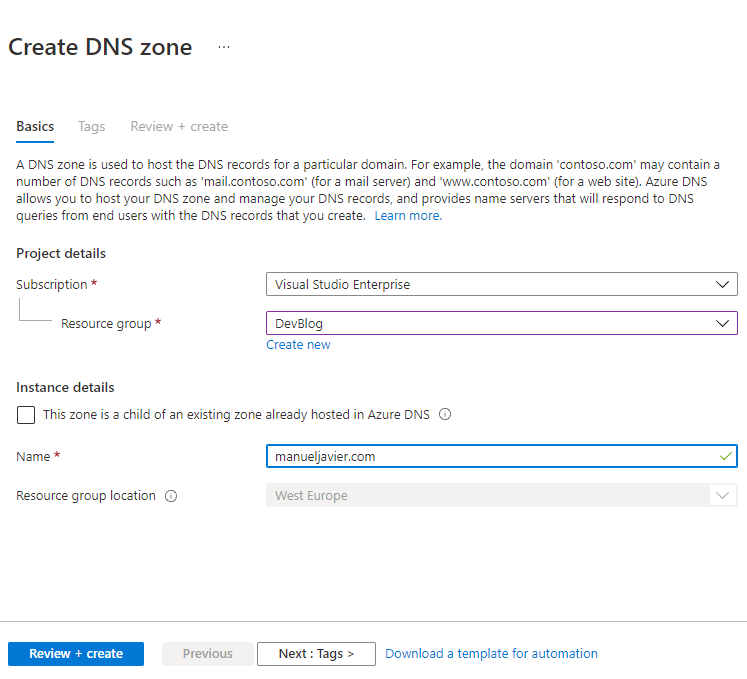 Create DNS zone ...
Basics Tags Review + create
A DNS zone is used to host the DNS records for a particular domain. For example, the domain 'contoso.com' may contain a
number of DNS records such as 'mail.contoso.com' (for a mail server) and 'www.contoso.com' (for a web site). Azure DNS
allows you to host your DNS zone and manage your DNS records, and provides name servers that will respond to DNS
queries from end users with the DNS records that you create. Learn more.
Project details
Subscription * Visual Studio Enterprise
Resource group * DevBlog
Create new
Instance details
This zone is a child of an existing zone already hosted in Azure DNS
Name * manueljavier.com
Resource group location West Europe
Review + create Previous Next : Tags > Download a template for automation